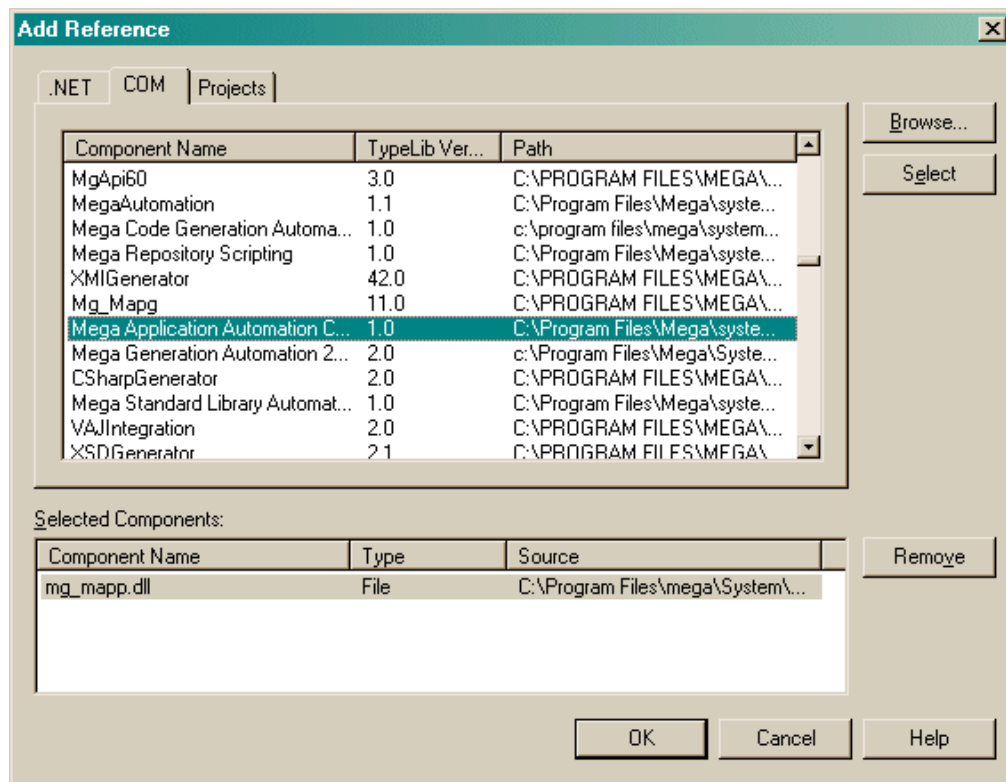 Add Reference
.NET COM Projects
Component Name TypeLib Ver... Path
MgApi60 3.0 C:\PROGRAM FILES\MEGA\...
MegaAutomation 1.1 C:\Program Files\Mega\syste...
Mega Code Generation Automa... 1.0 c:\program files\mega\system...
Mega Repository Scripting 1.0 C:\Program Files\Mega\syste...
XMIGenerator 42.0 C:\PROGRAM FILES\MEGA\...
Mg_Mapg 11.0 C:\PROGRAM FILES\MEGA\...
Mega Application Automation C... 1.0 C:\Program Files\Mega\syste...
Mega Generation Automation 2... 2.0 c:\Program Files\Mega\Syste...
CSharpGenerator 2.0 C:\PROGRAM FILES\MEGA\...
Mega Standard Library Automat... 1.0 C:\Program Files\Mega\syste...
VAJIntegration 2.0 C:\PROGRAM FILES\MEGA\...
XSDGenerator 2.1 C:\PROGRAM FILES\MEGA\...
Browse...
Select
Selected Components:
Component Name Type Source
mg_mapp.dll File C:\Program Files\mega\System\...
Remove
OK Cancel Help